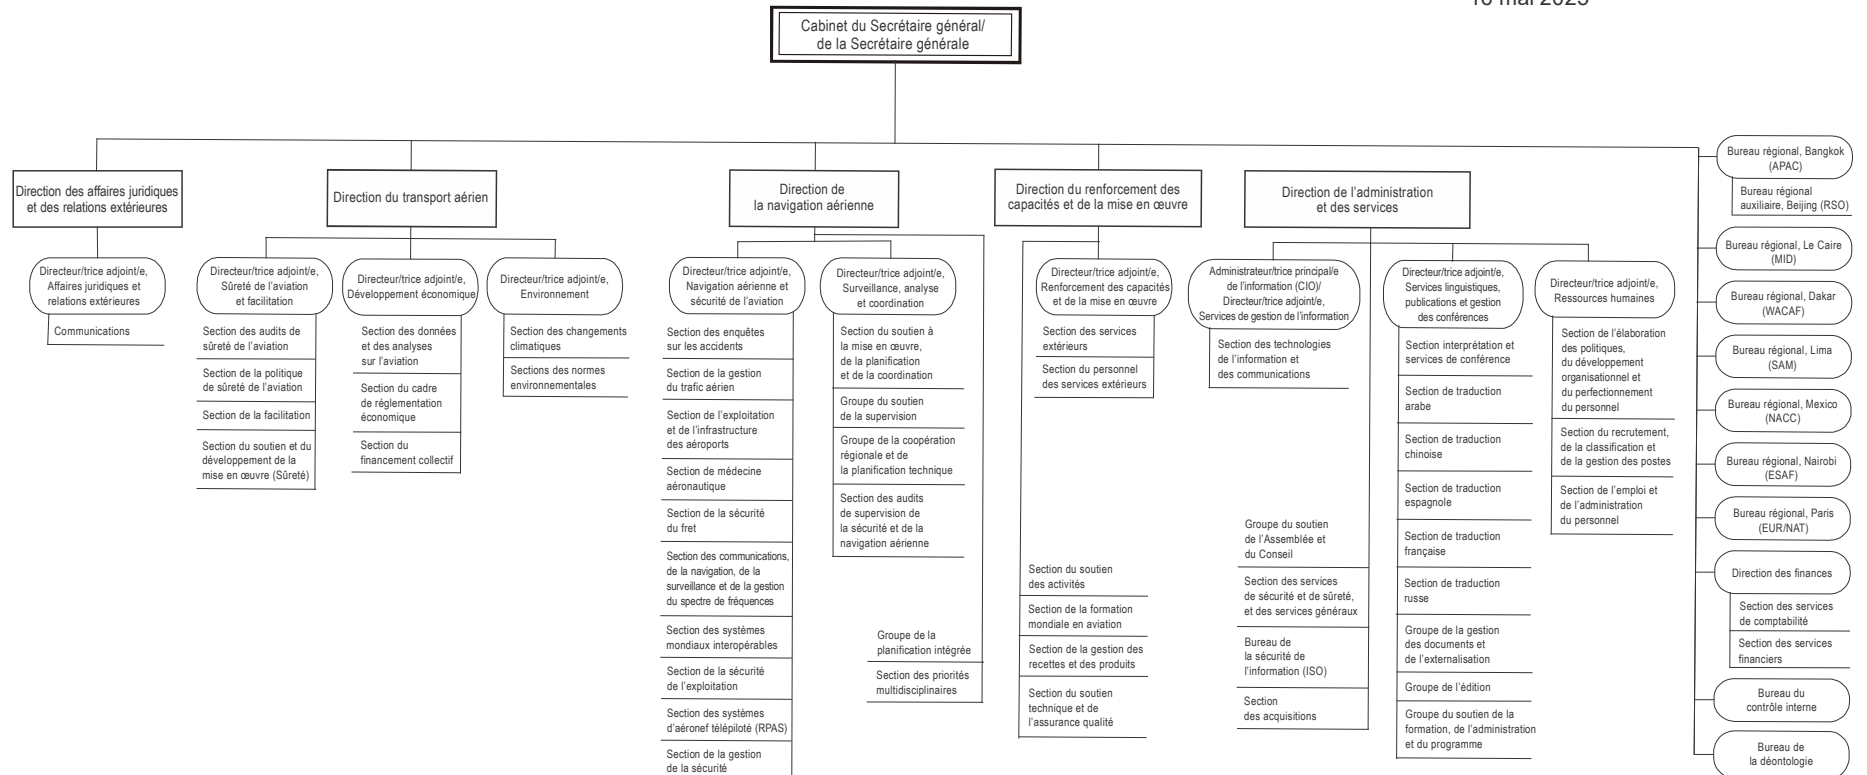 16 mai 2025
Cabinet du Secrétaire général/
de la Secrétaire générale
Direction des affaires juridiques
et des relations extérieures
Directeur/trice adjoint/e,
Affaires juridiques et
relations extérieures
Communications
Direction du transport aérien
Directeur/trice adjoint/e,
Sûreté de l'aviation
et facilitation
Section des audits de
sûreté de l'aviation
Section de la politique
de sûreté de l'aviation
Section de la facilitation
Section du soutien et du
développement de la
mise en œuvre (Sûreté)
Directeur/trice adjoint/e,
Développement économique
Section des données
et des analyses
sur l'aviation
Section du cadre
de réglementation
économique
Section du
financement collectif
Directeur/trice adjoint/e,
Environnement
Section des changements
climatiques
Sections des normes
environnementales
Direction de
la navigation aérienne
Directeur/trice adjoint/e,
Navigation aérienne et
sécurité de l'aviation
Section des enquêtes
sur les accidents
Section de la gestion
du trafic aérien
Section de l'exploitation
et de l'infrastructure
des aéroports
Section de médecine
aéronautique
Section de la sécurité
du fret
Section des communications,
de la navigation, de la
surveillance et de la gestion
du spectre de fréquences
Section des systèmes
mondiaux interopérables
Section de la sécurité
de l'exploitation
Section des systèmes
d'aéronef télépiloté (RPAS)
Section de la gestion
de la sécurité
Directeur/trice adjoint/e,
Surveillance, analyse
et coordination
Section du soutien à
la mise en œuvre,
de la planification
et de la coordination
Groupe du soutien
de la supervision
Groupe de la coopération
régionale et de
la planification technique
Section des audits
de supervision de
la sécurité et de la
navigation aérienne
Groupe de la
planification intégrée
Section des priorités
multidisciplinaires
Direction du renforcement des
capacités et de la mise en œuvre
Directeur/trice adjoint/e,
Renforcement des capacités
et de la mise en œuvre
Section des services
extérieurs
Section du personnel
des services extérieurs
Section du soutien
des activités
Section de la formation
mondiale en aviation
Section de la gestion des
recettes et des produits
Section du soutien
technique et de
l'assurance qualité
Direction de l'administration
et des services
Administrateur/trice principal/e
de l'information (CIO)/
Directeur/trice adjoint/e,
Services de gestion de l'information
Section des technologies
de l'information et
des communications
Groupe du soutien
de l'Assemblée et
du Conseil
Section des services
de sécurité et de sûreté,
et des services généraux
Bureau de
la sécurité de
l'information (ISO)
Section
des acquisitions
Directeur/trice adjoint/e,
Services linguistiques,
publications et gestion
des conférences
Section interprétation et
services de conférence
Section de traduction
arabe
Section de traduction
chinoise
Section de traduction
espagnole
Section de traduction
française
Section de traduction
russe
Groupe de la gestion
des documents et
de l'externalisation
Groupe de l'édition
Groupe du soutien de la
formation, de l'administration
et du programme
Directeur/trice adjoint/e,
Ressources humaines
Section de l'élaboration
des politiques,
du développement
organisationnel et
du perfectionnement
du personnel
Section du recrutement,
de la classification et
de la gestion des postes
Section de l'emploi et
de l'administration
du personnel
Bureau régional, Bangkok
(APAC)
Bureau régional
auxiliaire, Beijing (RSO)
Bureau régional, Le Caire
(MID)
Bureau régional, Dakar
(WACAF)
Bureau régional, Lima
(SAM)
Bureau régional, Mexico
(NACC)
Bureau régional, Nairobi
(ESAF)
Bureau régional, Paris
(EUR/NAT)
Direction des finances
Section des services
de comptabilité
Section des services
financiers
Bureau du
contrôle interne
Bureau de
la déontologie